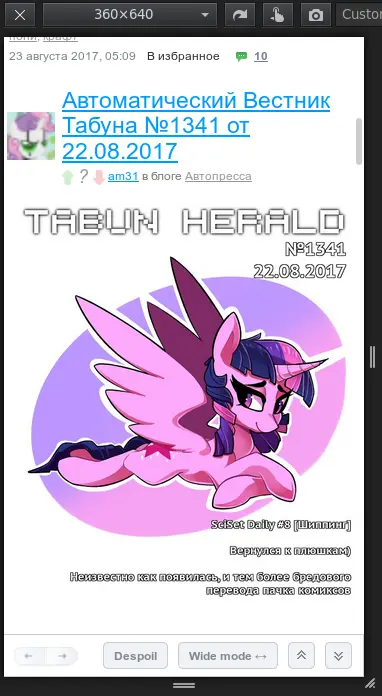 360×640
Custom
пони, крафт
23 августа 2017, 05:09 В избранное 10
Автоматический Вестник
Табуна №1341 от
22.08.2017
? am31 в блоге Автопресса
TABUN HERALD
№1341
22.08.2017
SciSet Daily #8 [Шиппинг]
Вернулся к плюшкам)
Неизвестно как появилась, и тем более бредового
перевода пачка комиксов
Despoil Wide mode ↔